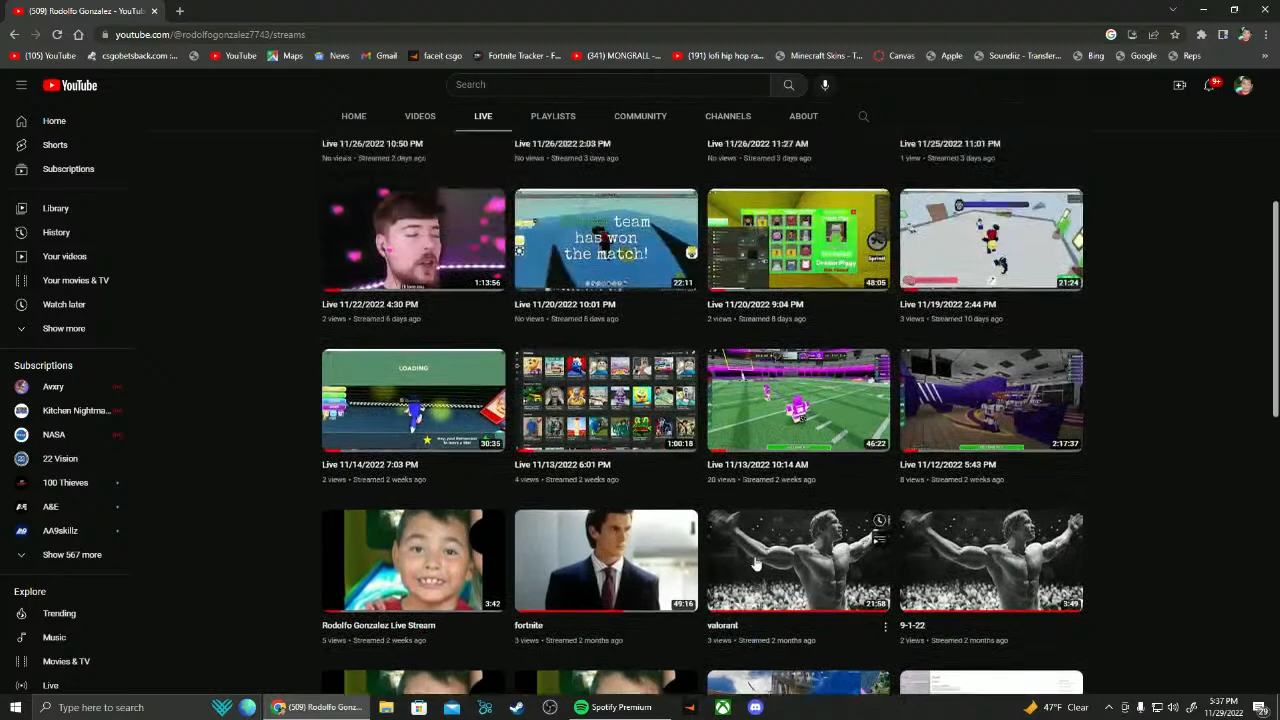 (509) Rodolfo Gonzalez - YouTube
youtube.com/@rodolfogonzalez7743/streams
(105) YouTube
csgobetsback.com :...
Maps
News
Gmail
faceit csgo
Fortnite Tracker - F...
(341) MONGRALL -...
(191) lofi hip hop ra...
Minecraft Skin - T...
Canvas
Soundiz - Transfer...
Apple
Bing
Google
Reps
YouTube
Search
9+
HOME
VIDEOS
LIVE
PLAYLISTS
COMMUNITY
CHANNELS
ABOUT
Home
Shorts
Subscriptions
Library
History
Your videos
Your movies & TV
Watch later
Show more
Subscriptions
Avxry
Kitchen Nightma...
NASA
22 Vision
100 Thieves
A&E
AA9skillz
Show 567 more
Explore
Trending
Music
Movies & TV
Live
Live 11/26/2022 10:50 PM
No views • Streamed 2 days ago
Live 11/26/2022 2:03 PM
No views • Streamed 3 days ago
Live 11/26/2022 11:27 AM
No views • Streamed 3 days ago
Live 11/25/2022 11:01 PM
1 view • Streamed 3 days ago
1:13:56
team
has won
the match!
22:11
Sprint
48:05
21:24
Live 11/22/2022 4:30 PM
2 views • Streamed 6 days ago
Live 11/20/2022 10:01 PM
No views • Streamed 8 days ago
Live 11/20/2022 9:04 PM
2 views • Streamed 8 days ago
Live 11/19/2022 2:44 PM
3 views • Streamed 10 days ago
LOADING
30:35
1:00:18
46:22
2:17:37
Live 11/14/2022 7:03 PM
2 views • Streamed 2 weeks ago
Live 11/13/2022 6:01 PM
4 views • Streamed 2 weeks ago
Live 11/13/2022 10:14 AM
20 views • Streamed 2 weeks ago
Live 11/12/2022 5:43 PM
8 views • Streamed 2 weeks ago
3:42
49:16
21:58
3:49
Rodolfo Gonzalez Live Stream
5 views • Streamed 2 weeks ago
fortnite
3 views • Streamed 2 months ago
valorant
3 views • Streamed 2 months ago
9-1-22
2 views • Streamed 2 months ago
Type here to search
(509) Rodolfo Gonz...
Spotify Premium
47°F Clear
5:37 PM
11/29/2022